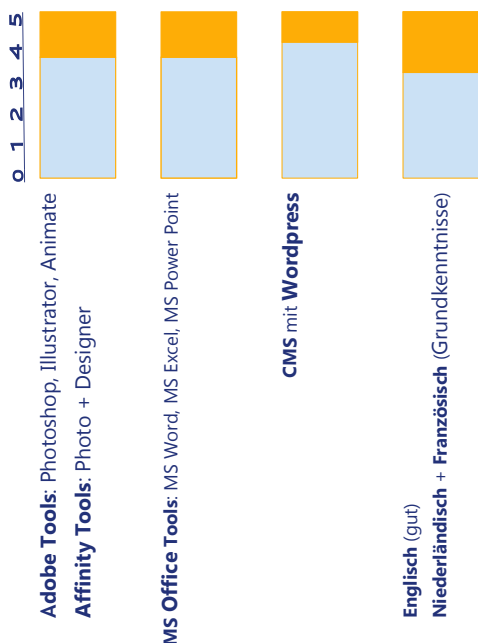 0 1 2 3 4 5
Adobe Tools: Photoshop, Illustrator, Animate
Affinity Tools: Photo + Designer
MS Office Tools: MS Word, MS Excel, MS Power Point
CMS mit Wordpress
Englisch (gut)
Niederländisch + Französisch (Grundkenntnisse)